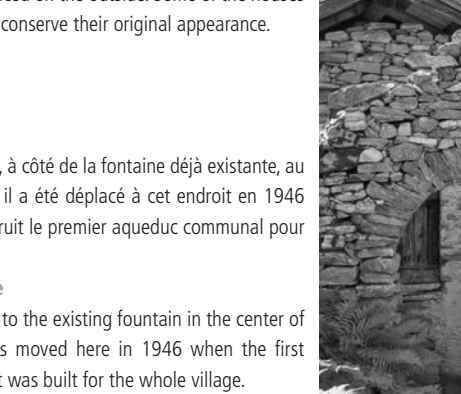 conserve their original appearance.
, à côté de la fontaine déjà existante, au
il a été déplacé à cet endroit en 1946
ruit le premier aqueduc communal pour
e
to the existing fountain in the center of
s moved here in 1946 when the first
t was built for the whole village.